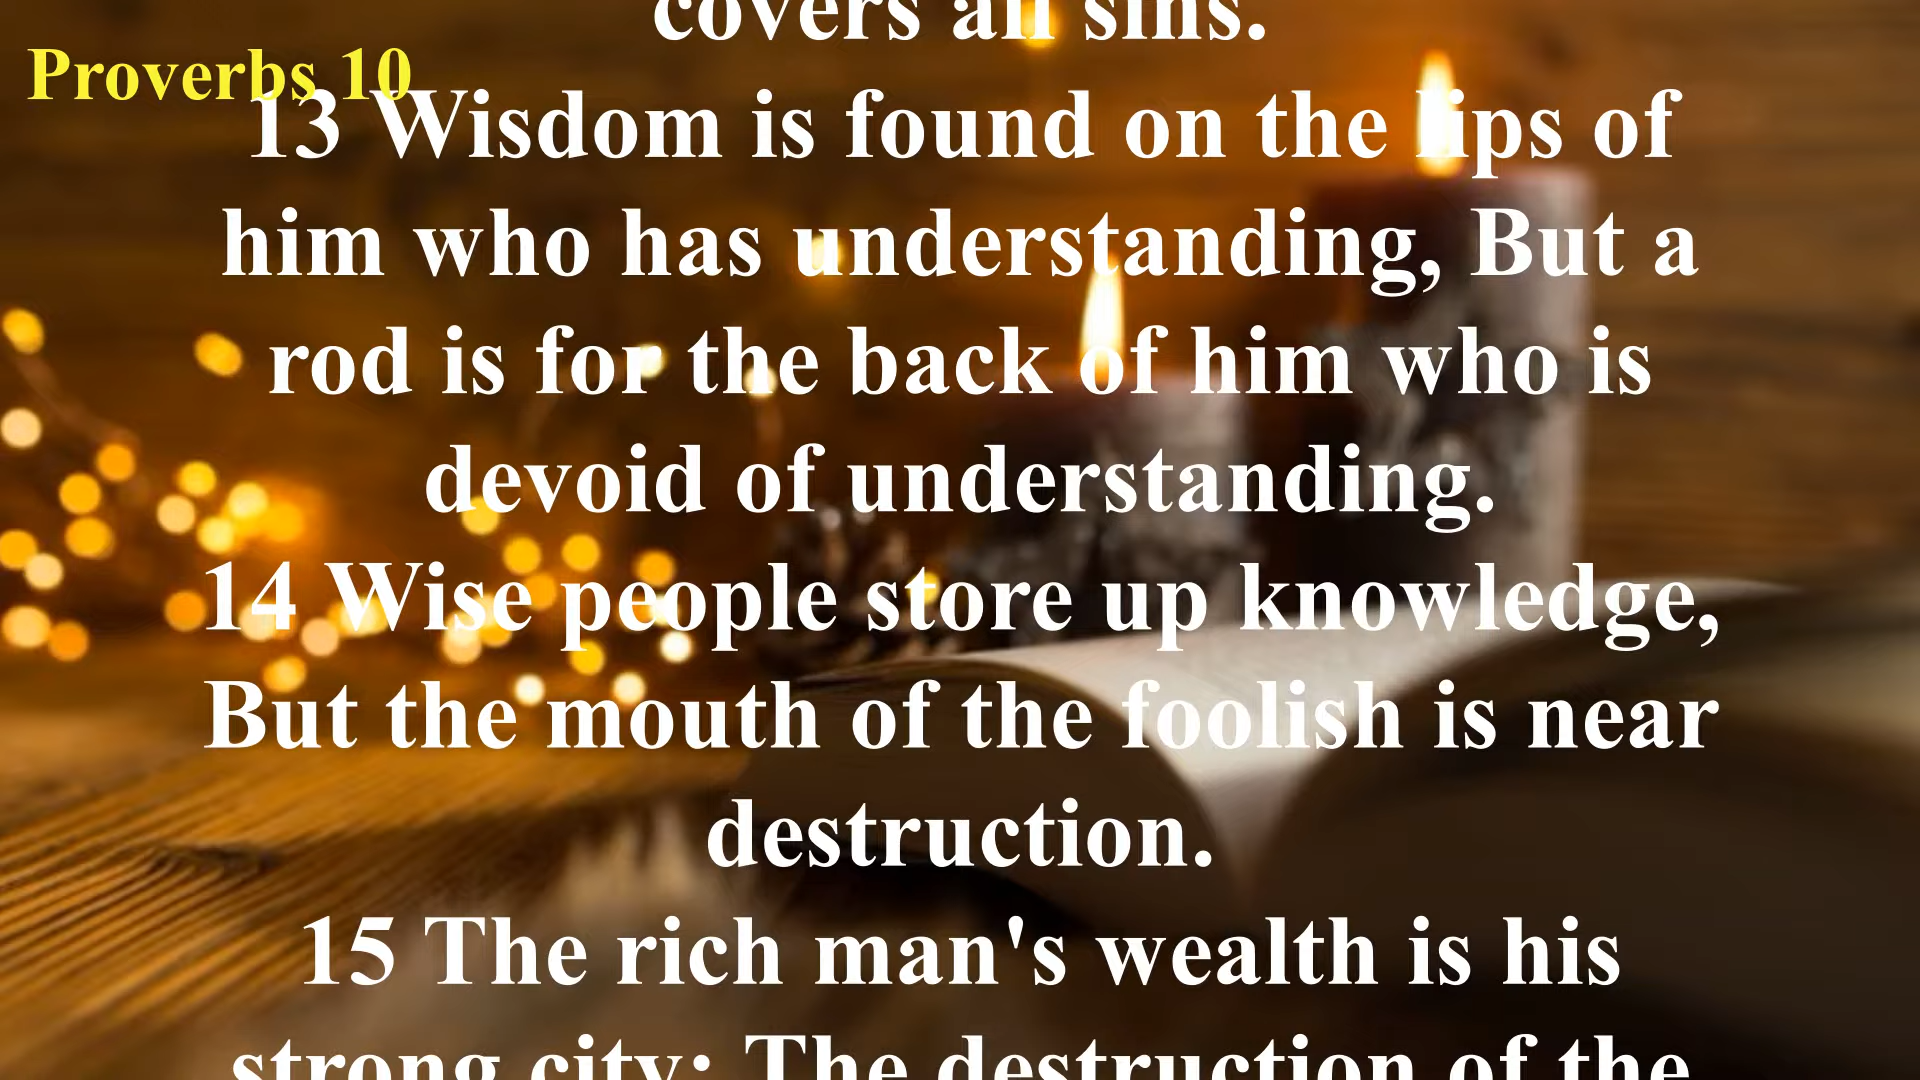 covers all sins.
Proverbs 10
13 Wisdom is found on the lips of
him who has understanding, But a
rod is for the back of him who is
devoid of understanding.
14 Wise people store up knowledge,
But the mouth of the foolish is near
destruction.
15 The rich man's wealth is his
strong city; The destruction of the